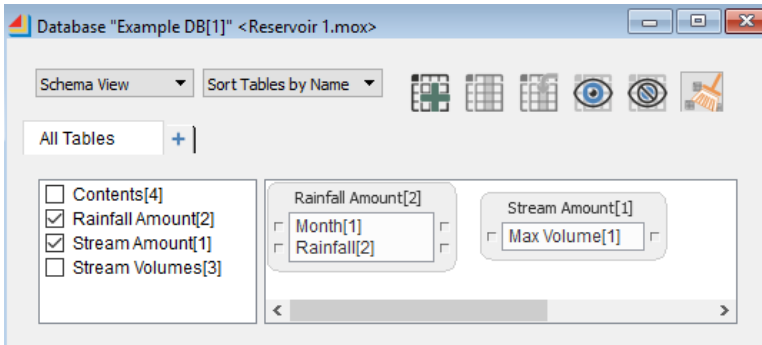 Database "Example DB[1]" <Reservoir 1.mox>
Schema View Sort Tables by Name
All Tables +
Contents[4]
Rainfall Amount[2]
Stream Amount[1]
Stream Volumes[3]
Rainfall Amount[2]
Month[1]
Rainfall[2]
Stream Amount[1]
Max Volume[1]